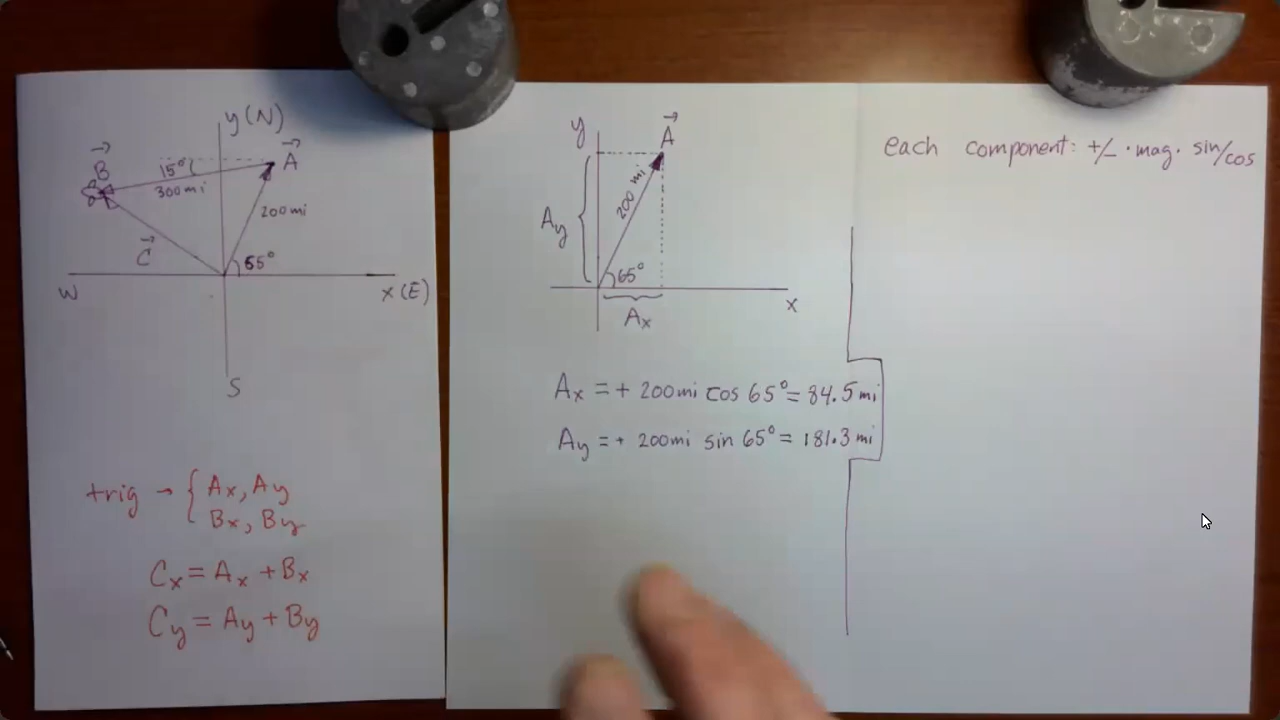 y (N)
B⃗
15°
A⃗
300 mi
200 mi
C⃗
65°
W
x (E)
S
trig → { Ax, Ay
Bx, By
Cx = Ax + Bx
Cy = Ay + By
y
A⃗
200 mi
Ay
65°
Ax
x
Ax = + 200mi cos 65° = 84.5 mi
Ay = + 200mi sin 65° = 181.3 mi
each component: +/- · mag. sin/cos